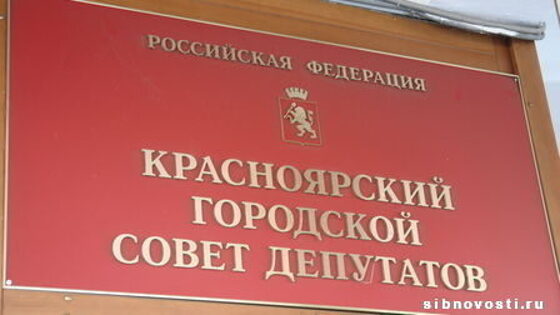 РОССИЙСКАЯ ФЕДЕРАЦИЯ
КРАСНОЯРСКИЙ
ГОРОДСКОЙ
СОВЕТ ДЕПУТАТОВ
sibnovosti.ru